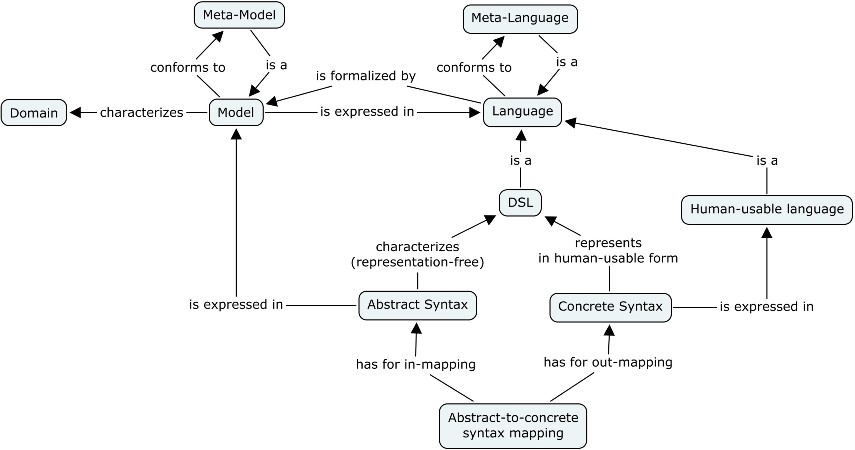 Meta-Model
Meta-Language
conforms to
is a
conforms to
is a
is formalized by
Domain
characterizes
Model
is expressed in
Language
is a
is a
DSL
Human-usable language
characterizes
(representation-free)
represents
in human-usable form
is expressed in
Abstract Syntax
Concrete Syntax
is expressed in
has for in-mapping
has for out-mapping
Abstract-to-concrete
syntax mapping